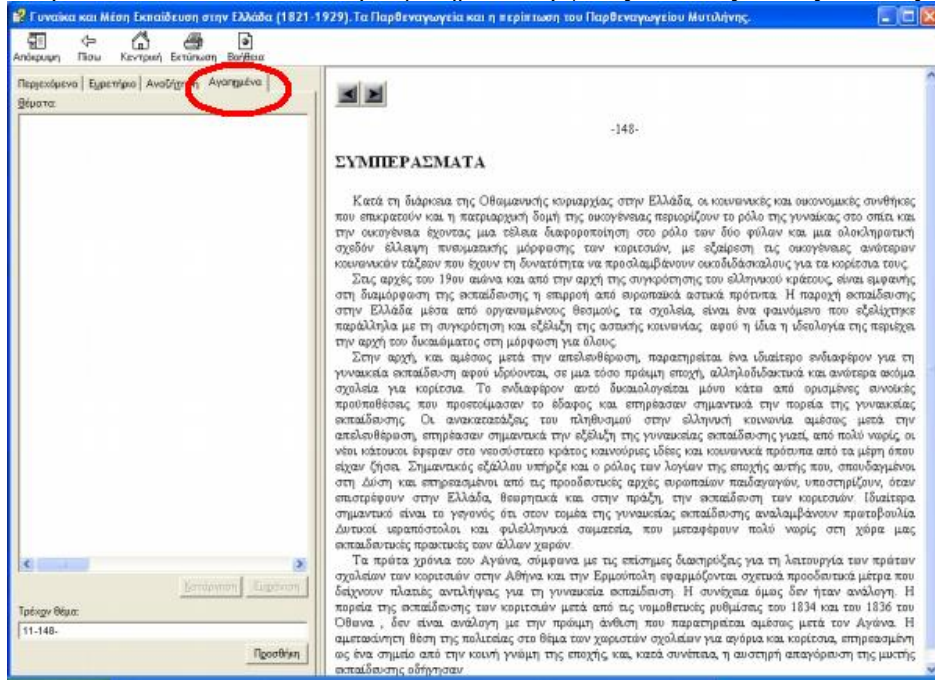 Γυναίκα και Μέση Εκπαίδευση στην Ελλάδα (1821-1929). Τα Παρθεναγωγεία και η περίπτωση του Παρθεναγωγείου Μυτιλήνης.
Απόκρυψη Πίσω Κεντρική Εκτύπωση Βοήθεια
Περιεχόμενα Ευρετήριο Αναζήτηση Αγαπημένα
Θέματα:
-148-
ΣΥΜΠΕΡΑΣΜΑΤΑ
Κατά τη διάρκεια της Οθωμανικής κυριαρχίας στην Ελλάδα, οι κοινωνικές και οικονομικές συνθήκες
που επικρατούν και η πατριαρχική δομή της οικογένειας περιορίζουν το ρόλο της γυναίκας στο σπίτι και
την οικογένεια έχοντας μια τέλεια διαφοροποίηση στο ρόλο των δύο φύλων και μια ολοκληρωτική
σχεδόν έλλειψη πνευματικής μόρφωσης των κοριτσιών, με εξαίρεση τις οικογένειες ανώτερων
κοινωνικών τάξεων που έχουν τη δυνατότητα να προσλαμβάνουν οικοδιδάσκαλους για τα κορίτσια τους.
Στις αρχές του 19ου αιώνα και από την αρχή της συγκρότησης του ελληνικού κράτους, είναι εμφανής
στη διαμόρφωση της εκπαίδευσης η επιρροή από ευρωπαϊκά αστικά πρότυπα. Η παροχή εκπαίδευσης
στην Ελλάδα μέσα από οργανωμένους θεσμούς, τα σχολεία, είναι ένα φαινόμενο που εξελίχτηκε
παράλληλα με τη συγκρότηση και εξέλιξη της αστικής κοινωνίας αφού η ίδια η ιδεολογία της περιέχει
την αρχή του δικαιώματος στη μόρφωση για όλους.
Στην αρχή, και αμέσως μετά την απελευθέρωση, παρατηρείται ένα ιδιαίτερο ενδιαφέρον για τη
γυναικεία εκπαίδευση αφού ιδρύονται, σε μια τόσο πρώιμη εποχή, αλληλοδιδακτικά και ανώτερα ακόμα
σχολεία για κορίτσια. Το ενδιαφέρον αυτό δικαιολογείται μόνο κάτω από ορισμένες ευνοϊκές
προϋποθέσεις που προετοίμασαν το έδαφος και επηρέασαν σημαντικά την πορεία της γυναικείας
εκπαίδευσης. Οι ανακατατάξεις του πληθυσμού στην ελληνική κοινωνία αμέσως μετά την
απελευθέρωση, επηρέασαν σημαντικά την εξέλιξη της γυναικείας εκπαίδευσης γιατί, από πολύ νωρίς, οι
νέοι κάτοικοι έφεραν στο νεοσύστατο κράτος καινούριες ιδέες και κοινωνικά πρότυπα από τα μέρη όπου
είχαν ζήσει. Σημαντικός εξάλλου υπήρξε και ο ρόλος των λογίων της εποχής αυτής που, σπουδαγμένοι
στη Δύση και επηρεασμένοι από τις προοδευτικές αρχές ευρωπαίων παιδαγωγών, υποστηρίζουν, όταν
επιστρέφουν στην Ελλάδα, θεωρητικά και στην πράξη, την εκπαίδευση των κοριτσιών. Ιδιαίτερα
σημαντικό είναι το γεγονός ότι στον τομέα της γυναικείας εκπαίδευσης αναλαμβάνουν πρωτοβουλία
Δυτικοί ιεραπόστολοι και φιλελληνικά σωματεία, που μεταφέρουν πολύ νωρίς στη χώρα μας
εκπαιδευτικές πρακτικές των άλλων χωρών.
Τα πρώτα χρόνια του Αγώνα, σύμφωνα με τις επίσημες διακηρύξεις για τη λειτουργία των πρώτων
σχολείων των κοριτσιών στην Αθήνα και την Ερμούπολη εφαρμόζονται σχετικά προοδευτικά μέτρα που
δείχνουν πλατιές αντιλήψεις για τη γυναικεία εκπαίδευση. Η συνέχεια όμως δεν ήταν ανάλογη. Η
πορεία της εκπαίδευσης των κοριτσιών μετά από τις νομοθετικές ρυθμίσεις του 1834 και του 1836 του
Όθωνα , δεν είναι ανάλογη με την πρώιμη άνθιση που παρατηρείται αμέσως μετά τον Αγώνα. Η
αμετακίνητη θέση της πολιτείας στο θέμα των χωριστών σχολείων για αγόρια και κορίτσια, επηρεασμένη
ως ένα σημείο από την κοινή γνώμη της εποχής, και, κατά συνέπεια, η αυστηρή απαγόρευση της μικτής
εκπαίδευσης οδήγησαν
Κατάργηση Εμφάνιση
Τρέχον θέμα:
11-148-
Προσθήκη